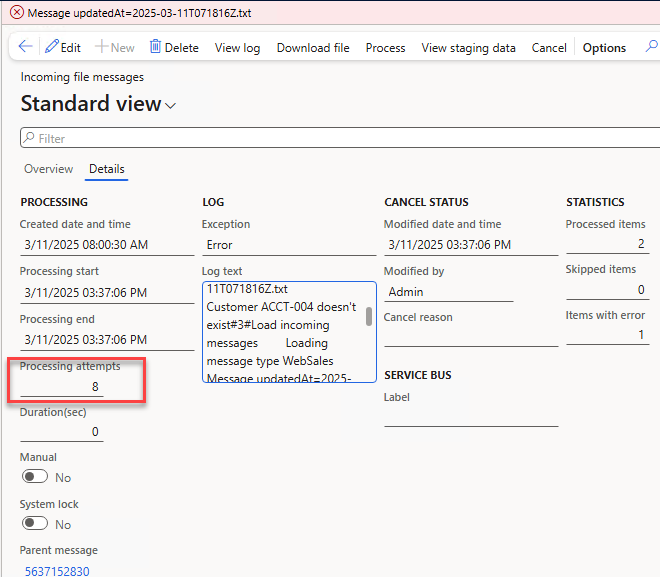 Message updatedAt=2025-03-11T071816Z.txt
Edit New Delete View log Download file Process View staging data Cancel Options
Incoming file messages
Standard view
Filter
Overview Details
PROCESSING
Created date and time
3/11/2025 08:00:30 AM
Processing start
3/11/2025 03:37:06 PM
Processing end
3/11/2025 03:37:06 PM
Processing attempts
8
Duration(sec)
0
Manual
No
System lock
No
Parent message
5637152830
LOG
Exception
Error
Log text
11T071816Z.txt
Customer ACCT-004 doesn't
exist#3#Load incoming
messages Loading
message type WebSales
Message updatedAt=2025-
CANCEL STATUS
Modified date and time
3/11/2025 03:37:06 PM
Modified by
Admin
Cancel reason
SERVICE BUS
Label
STATISTICS
Processed items
2
Skipped items
0
Items with error
1